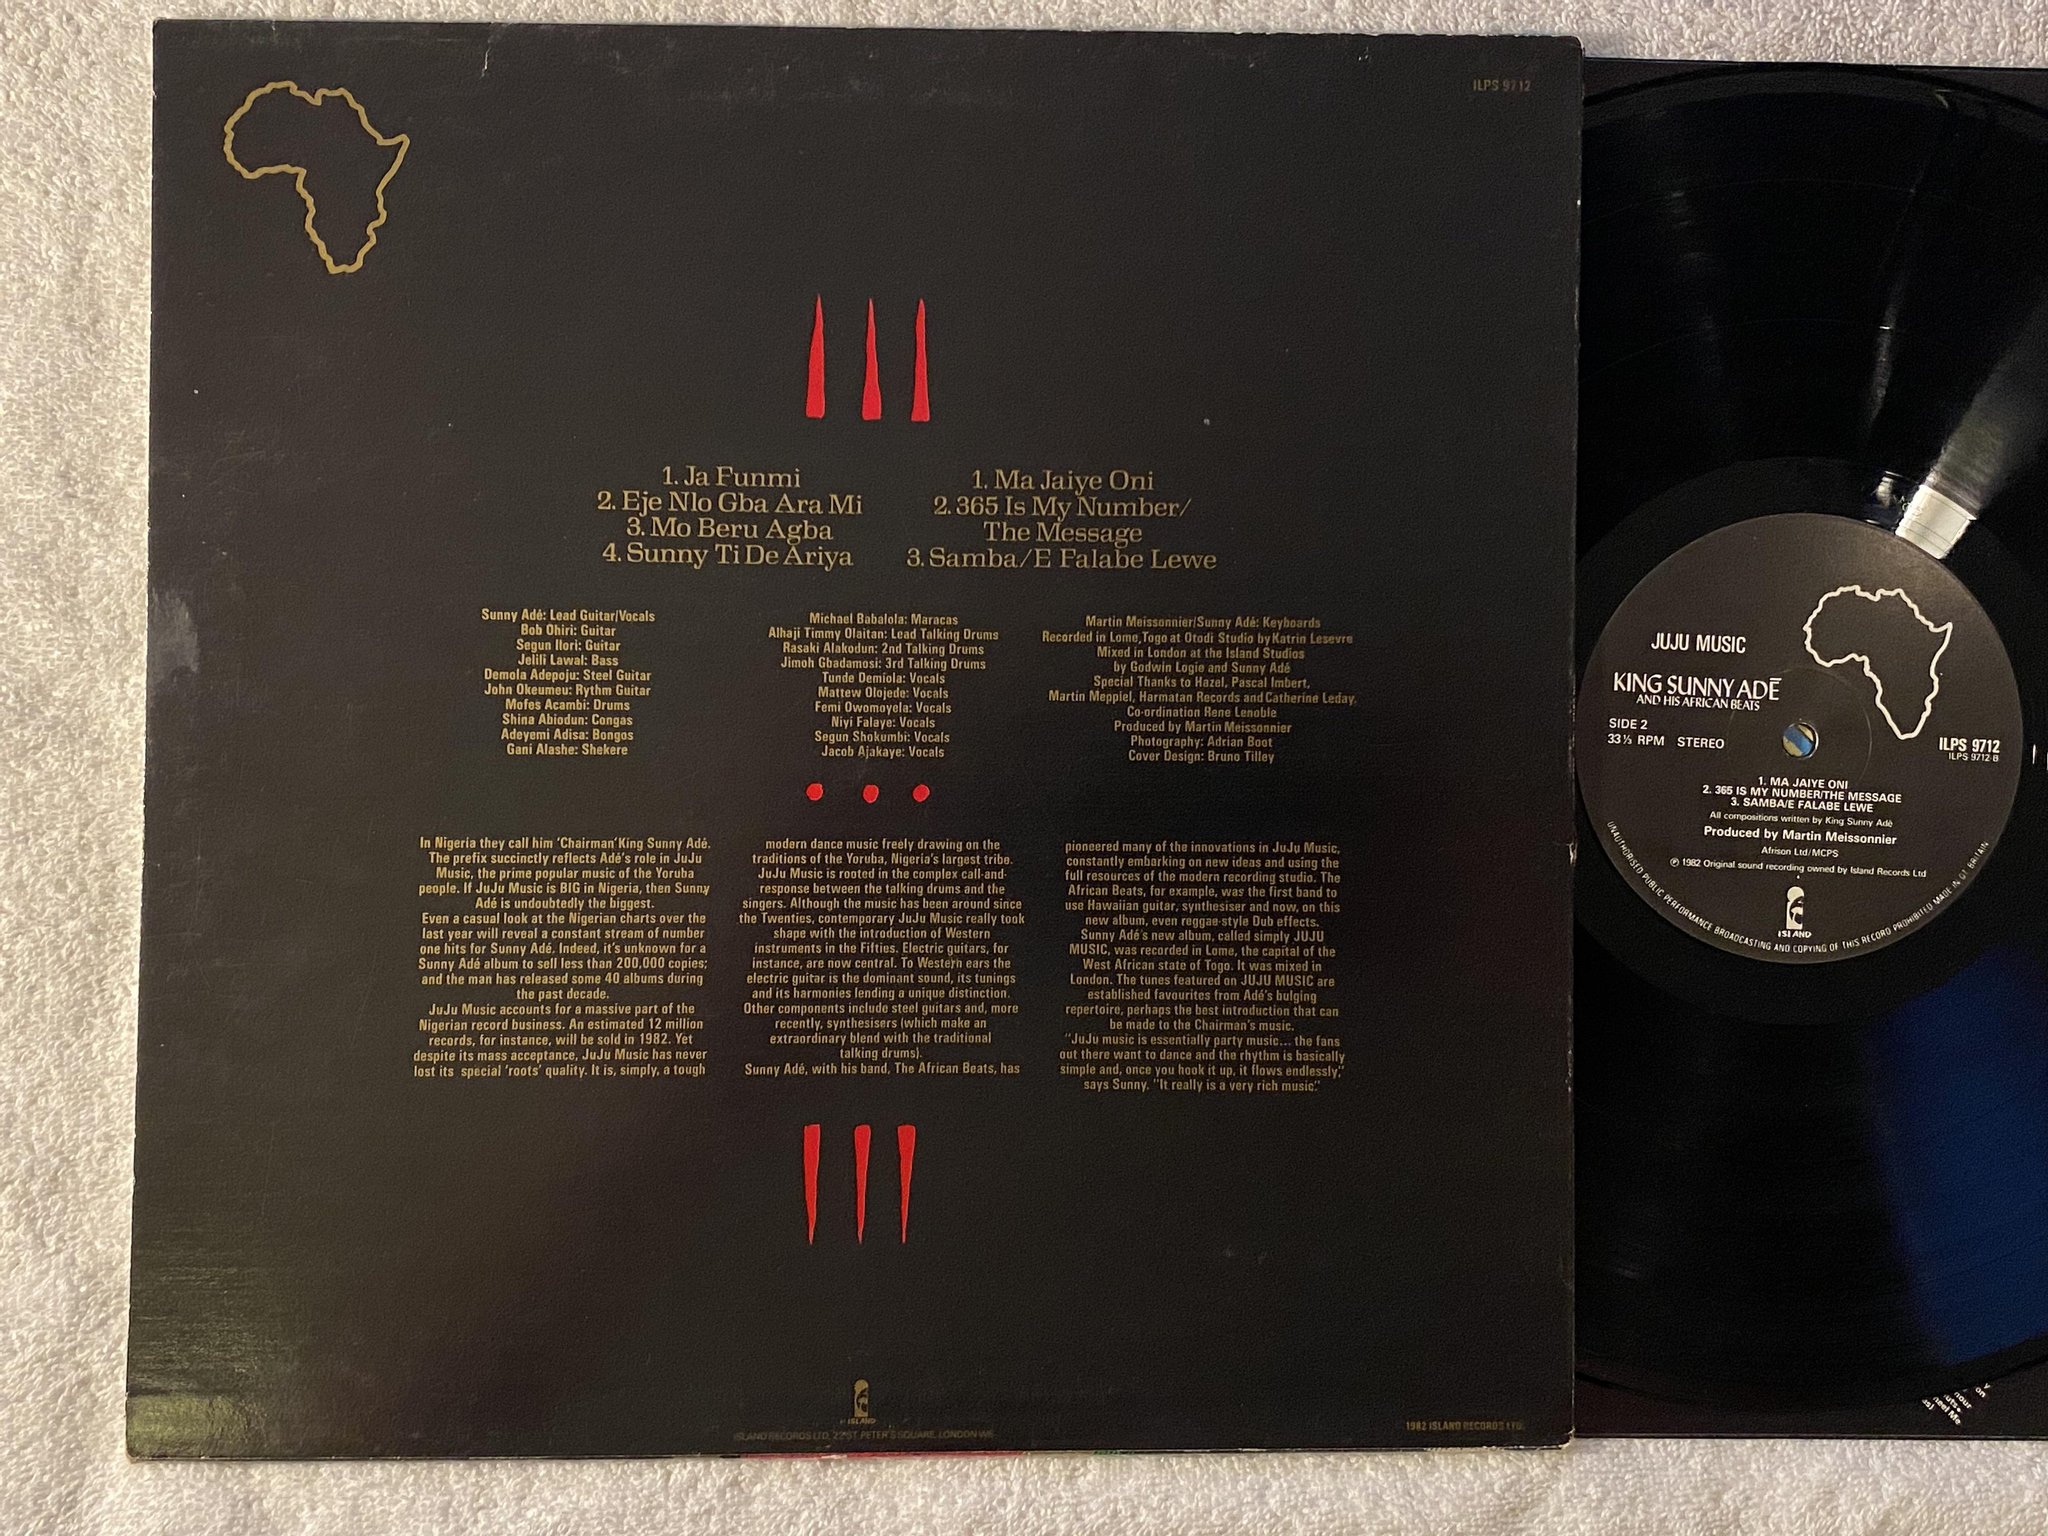 ILPS 9712
1. Ja Funmi
2. Eje Nlo Gba Ara Mi
3. Mo Beru Agba
4. Sunny Ti De Ariya
1. Ma Jaiye Oni
2. 365 Is My Number/
The Message
3. Samba/E Falabe Lewe
Sunny Adé: Lead Guitar/Vocals
Bob Ohiri: Guitar
Segun Ilori: Guitar
Jelili Lawal: Bass
Demola Adepoju: Steel Guitar
John Okeumeu: Rythm Guitar
Mofes Acambi: Drums
Shina Abiodun: Congas
Adeyemi Adisa: Bongos
Gani Alashe: Shekere
Michael Babalola: Maracas
Alhaji Timmy Olaitan: Lead Talking Drums
Rasaki Alakodun: 2nd Talking Drums
Jimoh Gbadamosi: 3rd Talking Drums
Tunde Demiola: Vocals
Mattew Olojede: Vocals
Femi Owomoyela: Vocals
Niyi Falaye: Vocals
Segun Shokumbi: Vocals
Jacob Ajakaye: Vocals
Martin Meissonnier/Sunny Adé: Keyboards
Recorded in Lome, Togo at Otodi Studio by Katrin Lesevre
Mixed in London at the Island Studios
by Godwin Logie and Sunny Adé
Special Thanks to Hazel, Pascal Imbert,
Martin Meppiel, Harmatan Records and Catherine Leday.
Co-ordination Rene Lenoble
Produced by Martin Meissonnier
Photography: Adrian Boot
Cover Design: Bruno Tilley
In Nigeria they call him 'Chairman' King Sunny Adé.
The prefix succinctly reflects Adé's role in JuJu
Music, the prime popular music of the Yoruba
people. If JuJu Music is BIG in Nigeria, then Sunny
Adé is undoubtedly the biggest.
Even a casual look at the Nigerian charts over the
last year will reveal a constant stream of number
one hits for Sunny Adé. Indeed, it's unknown for a
Sunny Adé album to sell less than 200,000 copies;
and the man has released some 40 albums during
the past decade.
JuJu Music accounts for a massive part of the
Nigerian record business. An estimated 12 million
records, for instance, will be sold in 1982. Yet
despite its mass acceptance, JuJu Music has never
lost its special 'roots' quality. It is, simply, a tough
modern dance music freely drawing on the
traditions of the Yoruba, Nigeria's largest tribe.
JuJu Music is rooted in the complex call-and-
response between the talking drums and the
singers. Although the music has been around since
the Twenties, contemporary JuJu Music really took
shape with the introduction of Western
instruments in the Fifties. Electric guitars, for
instance, are now central. To Western ears the
electric guitar is the dominant sound, its tunings
and its harmonies lending a unique distinction.
Other components include steel guitars and, more
recently, synthesisers (which make an
extraordinary blend with the traditional
talking drums).
Sunny Adé, with his band, The African Beats, has
pioneered many of the innovations in JuJu Music,
constantly embarking on new ideas and using the
full resources of the modern recording studio. The
African Beats, for example, was the first band to
use Hawaiian guitar, synthesiser and now, on this
new album, even reggae-style Dub effects.
Sunny Adé's new album, called simply JUJU
MUSIC, was recorded in Lome, the capital of the
West African state of Togo. It was mixed in
London. The tunes featured on JUJU MUSIC are
established favourites from Adé's bulging
repertoire, perhaps the best introduction that can
be made to the Chairman's music.
"JuJu music is essentially party music... the fans
out there want to dance and the rhythm is basically
simple and, once you hook it up, it flows endlessly,"
says Sunny. "It really is a very rich music."
ISLAND
ISLAND RECORDS LTD. 22 ST. PETER'S SQUARE, LONDON W6
1982 ISLAND RECORDS LTD.
JUJU MUSIC
KING SUNNY ADÉ
AND HIS AFRICAN BEATS
SIDE 2
33⅓ RPM STEREO
ILPS 9712
ILPS 9712 B
1. MA JAIYE ONI
2. 365 IS MY NUMBER/THE MESSAGE
3. SAMBA/E FALABE LEWE
All compositions written by King Sunny Adé
Produced by Martin Meissonnier
Afrison Ltd/MCPS
℗ 1982 Original sound recording owned by Island Records Ltd
ISLAND
UNAUTHORISED PUBLIC PERFORMANCE BROADCASTING AND COPYING OF THIS RECORD PROHIBITED MADE IN GT. BRITAIN